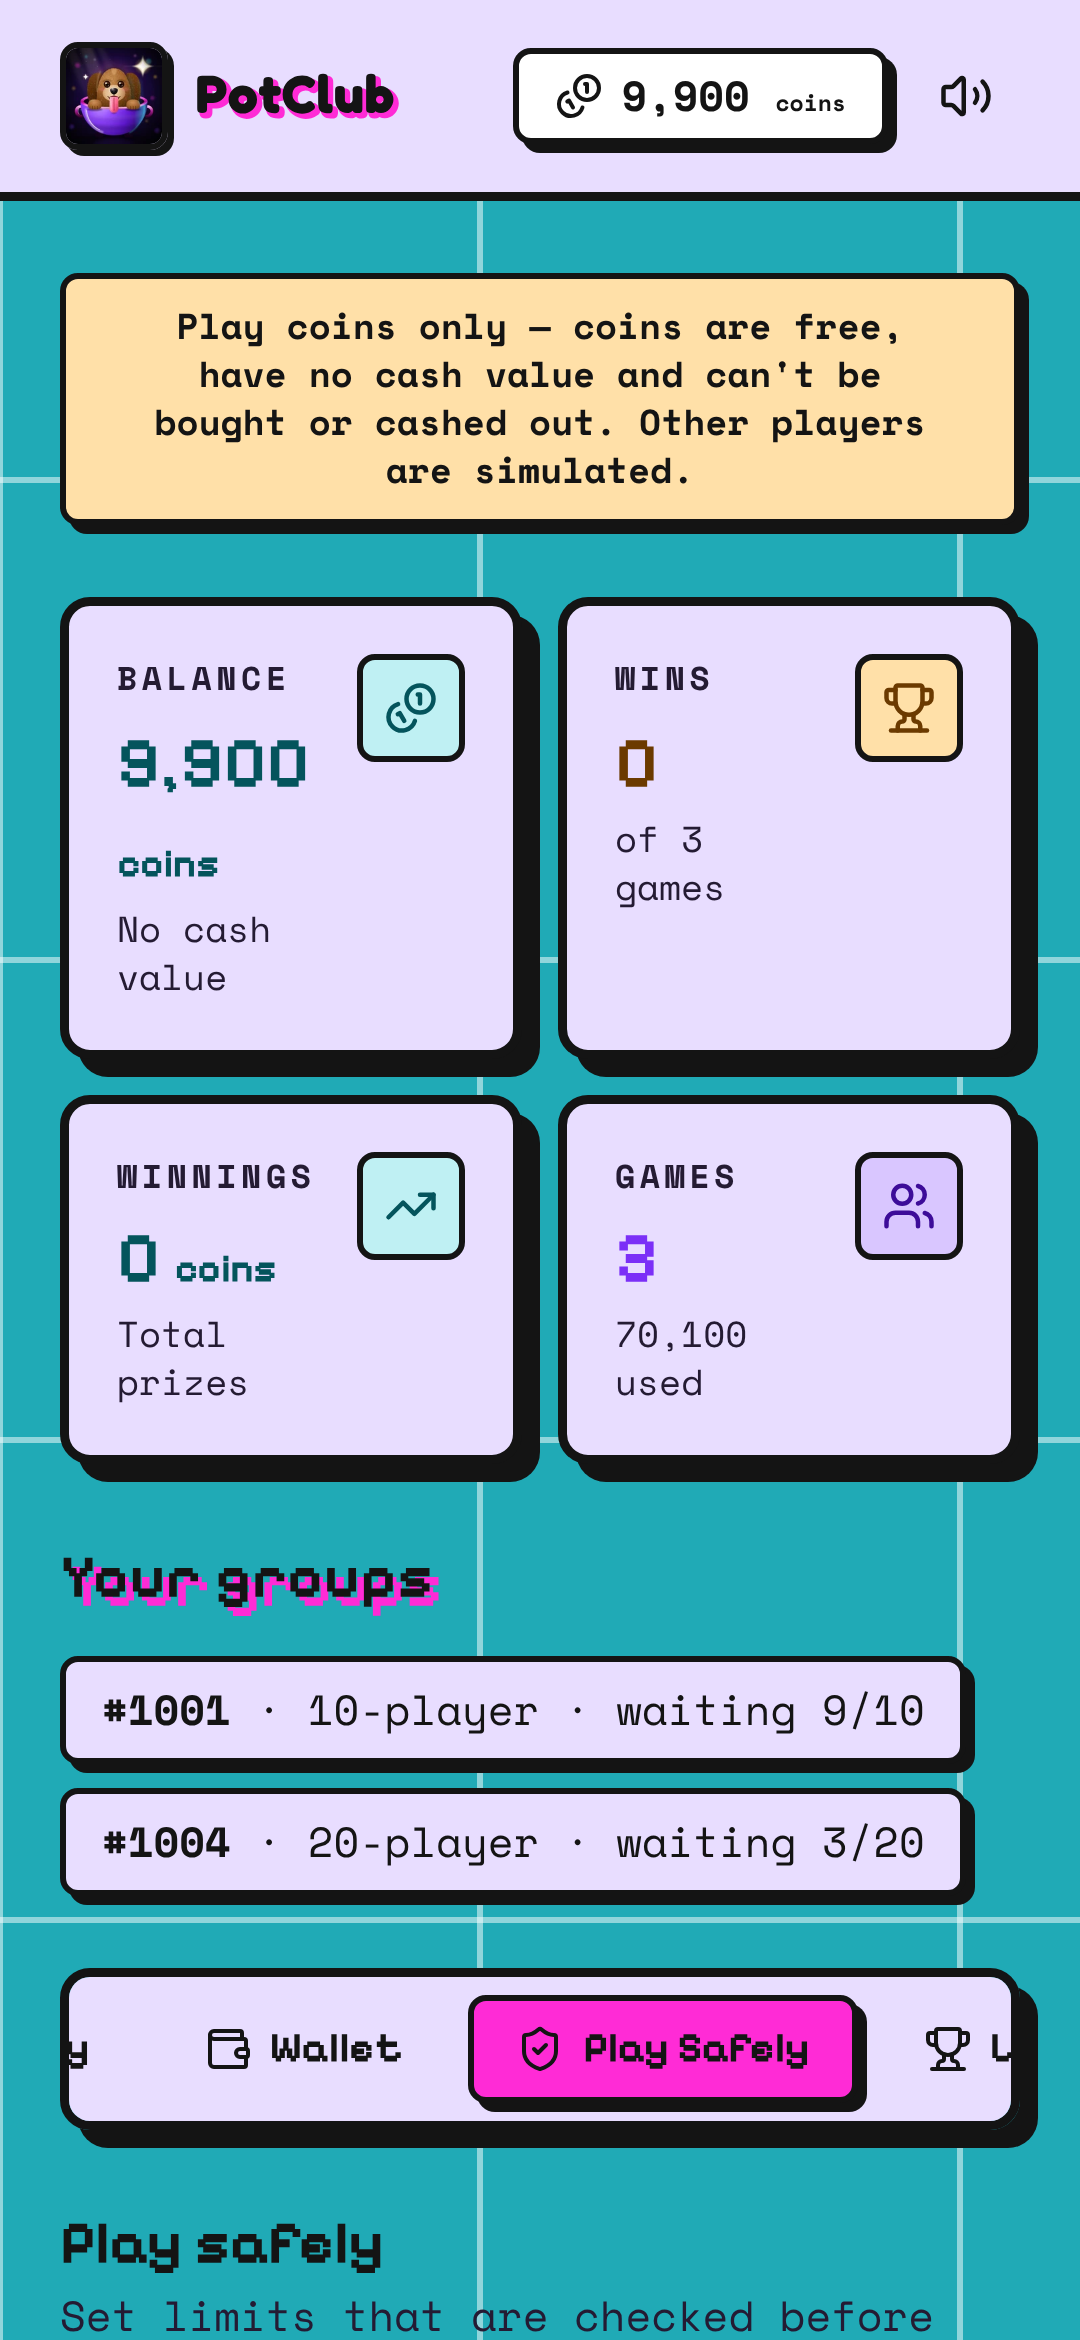 PotClub
9,900 coins
Play coins only — coins are free,
have no cash value and can't be
bought or cashed out. Other players
are simulated.
BALANCE
9,900
coins
No cash
value
WINS
0
of 3
games
WINNINGS
0 coins
Total
prizes
GAMES
3
70,100
used
Your groups
#1001 · 10-player · waiting 9/10
#1004 · 20-player · waiting 3/20
y Wallet Play Safely L
Play safely
Set limits that are checked before